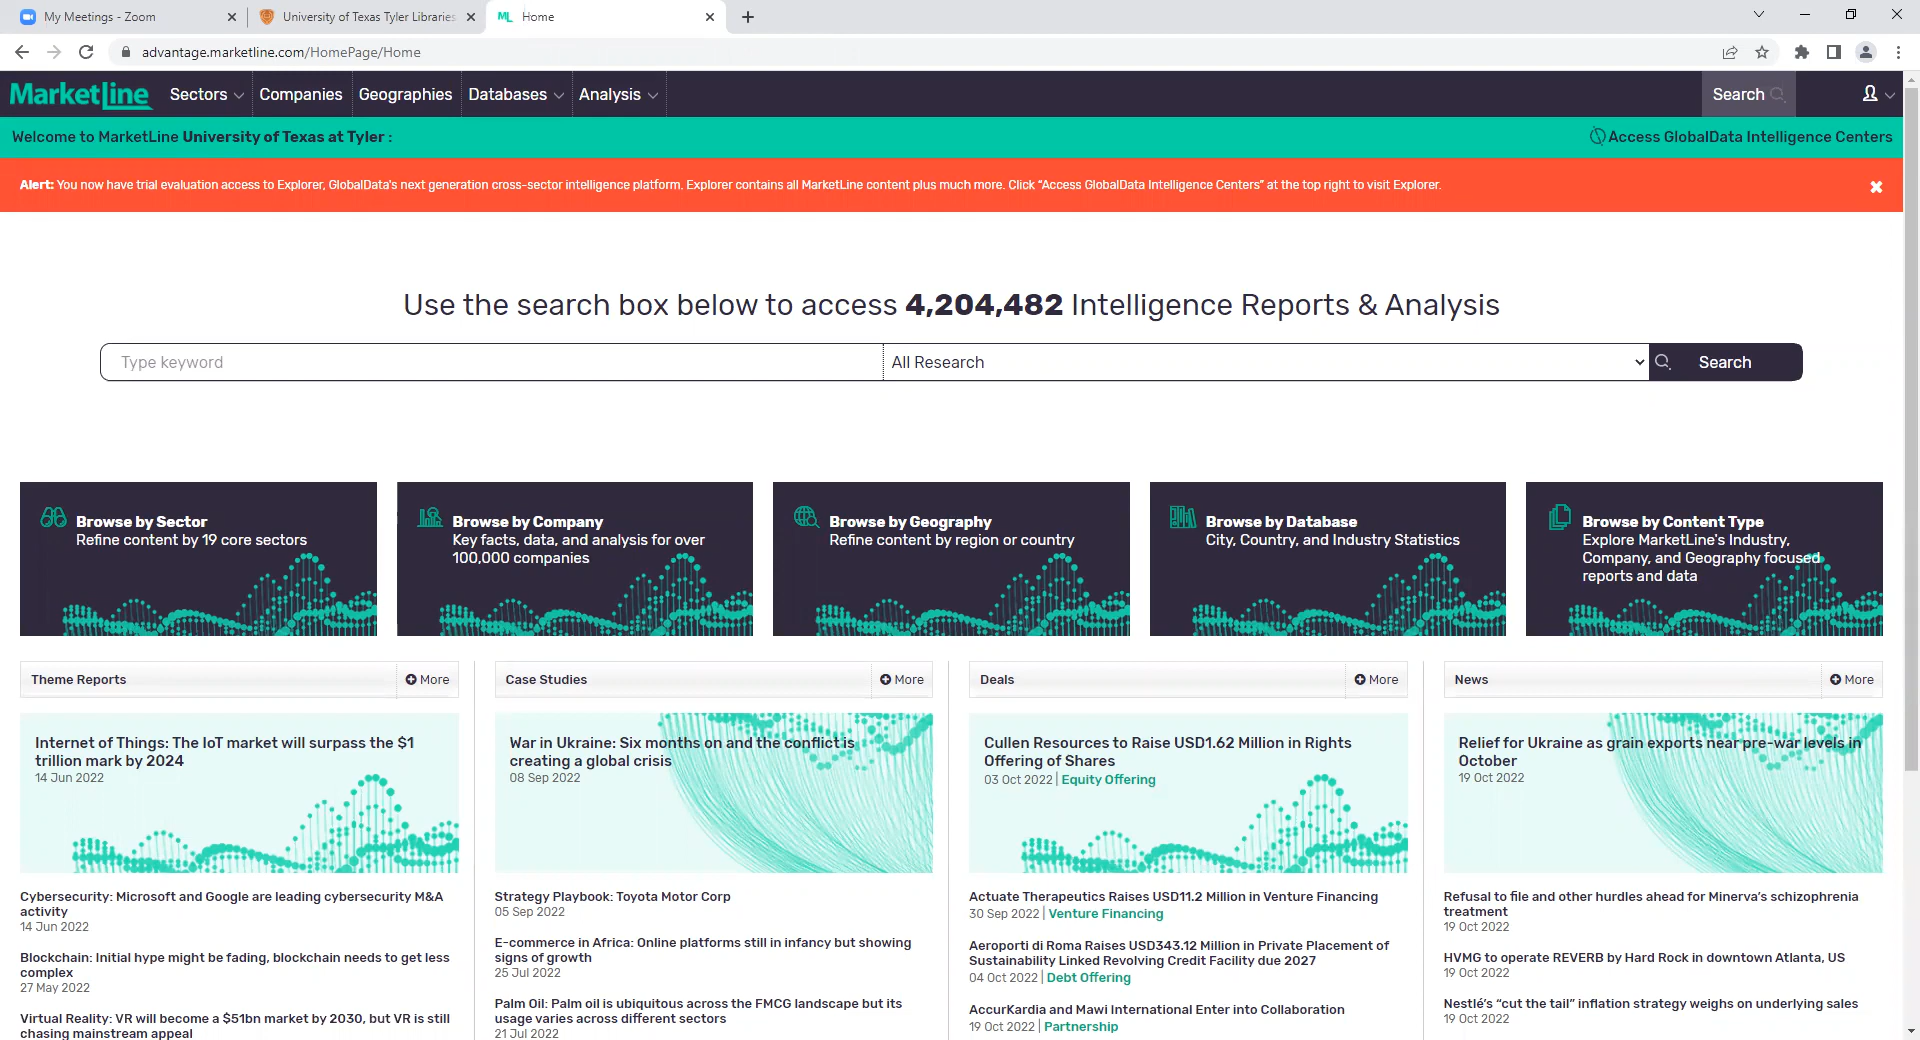 My Meetings - Zoom
University of Texas Tyler Libraries
ML Home
advantage.marketline.com/HomePage/Home
MarketLine Sectors Companies Geographies Databases Analysis Search
Welcome to MarketLine University of Texas at Tyler : Access GlobalData Intelligence Centers
Alert: You now have trial evaluation access to Explorer, GlobalData's next generation cross-sector intelligence platform. Explorer contains all MarketLine content plus much more. Click “Access GlobalData Intelligence Centers” at the top right to visit Explorer.
Use the search box below to access 4,204,482 Intelligence Reports & Analysis
Type keyword All Research Search
Browse by Sector
Refine content by 19 core sectors
Browse by Company
Key facts, data, and analysis for over
100,000 companies
Browse by Geography
Refine content by region or country
Browse by Database
City, Country, and Industry Statistics
Browse by Content Type
Explore MarketLine's Industry,
Company, and Geography focused
reports and data
Theme Reports More
Internet of Things: The IoT market will surpass the $1
trillion mark by 2024
14 Jun 2022
Cybersecurity: Microsoft and Google are leading cybersecurity M&A
activity
14 Jun 2022
Blockchain: Initial hype might be fading, blockchain needs to get less
complex
27 May 2022
Virtual Reality: VR will become a $51bn market by 2030, but VR is still
chasing mainstream appeal
Case Studies More
War in Ukraine: Six months on and the conflict is
creating a global crisis
08 Sep 2022
Strategy Playbook: Toyota Motor Corp
05 Sep 2022
E-commerce in Africa: Online platforms still in infancy but showing
signs of growth
25 Jul 2022
Palm Oil: Palm oil is ubiquitous across the FMCG landscape but its
usage varies across different sectors
21 Jul 2022
Deals More
Cullen Resources to Raise USD1.62 Million in Rights
Offering of Shares
03 Oct 2022 | Equity Offering
Actuate Therapeutics Raises USD11.2 Million in Venture Financing
30 Sep 2022 | Venture Financing
Aeroporti di Roma Raises USD343.12 Million in Private Placement of
Sustainability Linked Revolving Credit Facility due 2027
04 Oct 2022 | Debt Offering
AccurKardia and Mawi International Enter into Collaboration
19 Oct 2022 | Partnership
News More
Relief for Ukraine as grain exports near pre-war levels in
October
19 Oct 2022
Refusal to file and other hurdles ahead for Minerva’s schizophrenia
treatment
19 Oct 2022
HVMG to operate REVERB by Hard Rock in downtown Atlanta, US
19 Oct 2022
Nestlé’s “cut the tail” inflation strategy weighs on underlying sales
19 Oct 2022